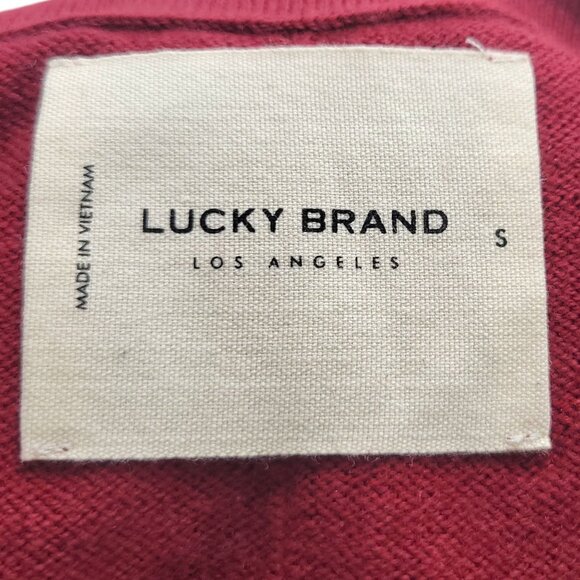 MADE IN VIETNAM
LUCKY BRAND
LOS ANGELES
S